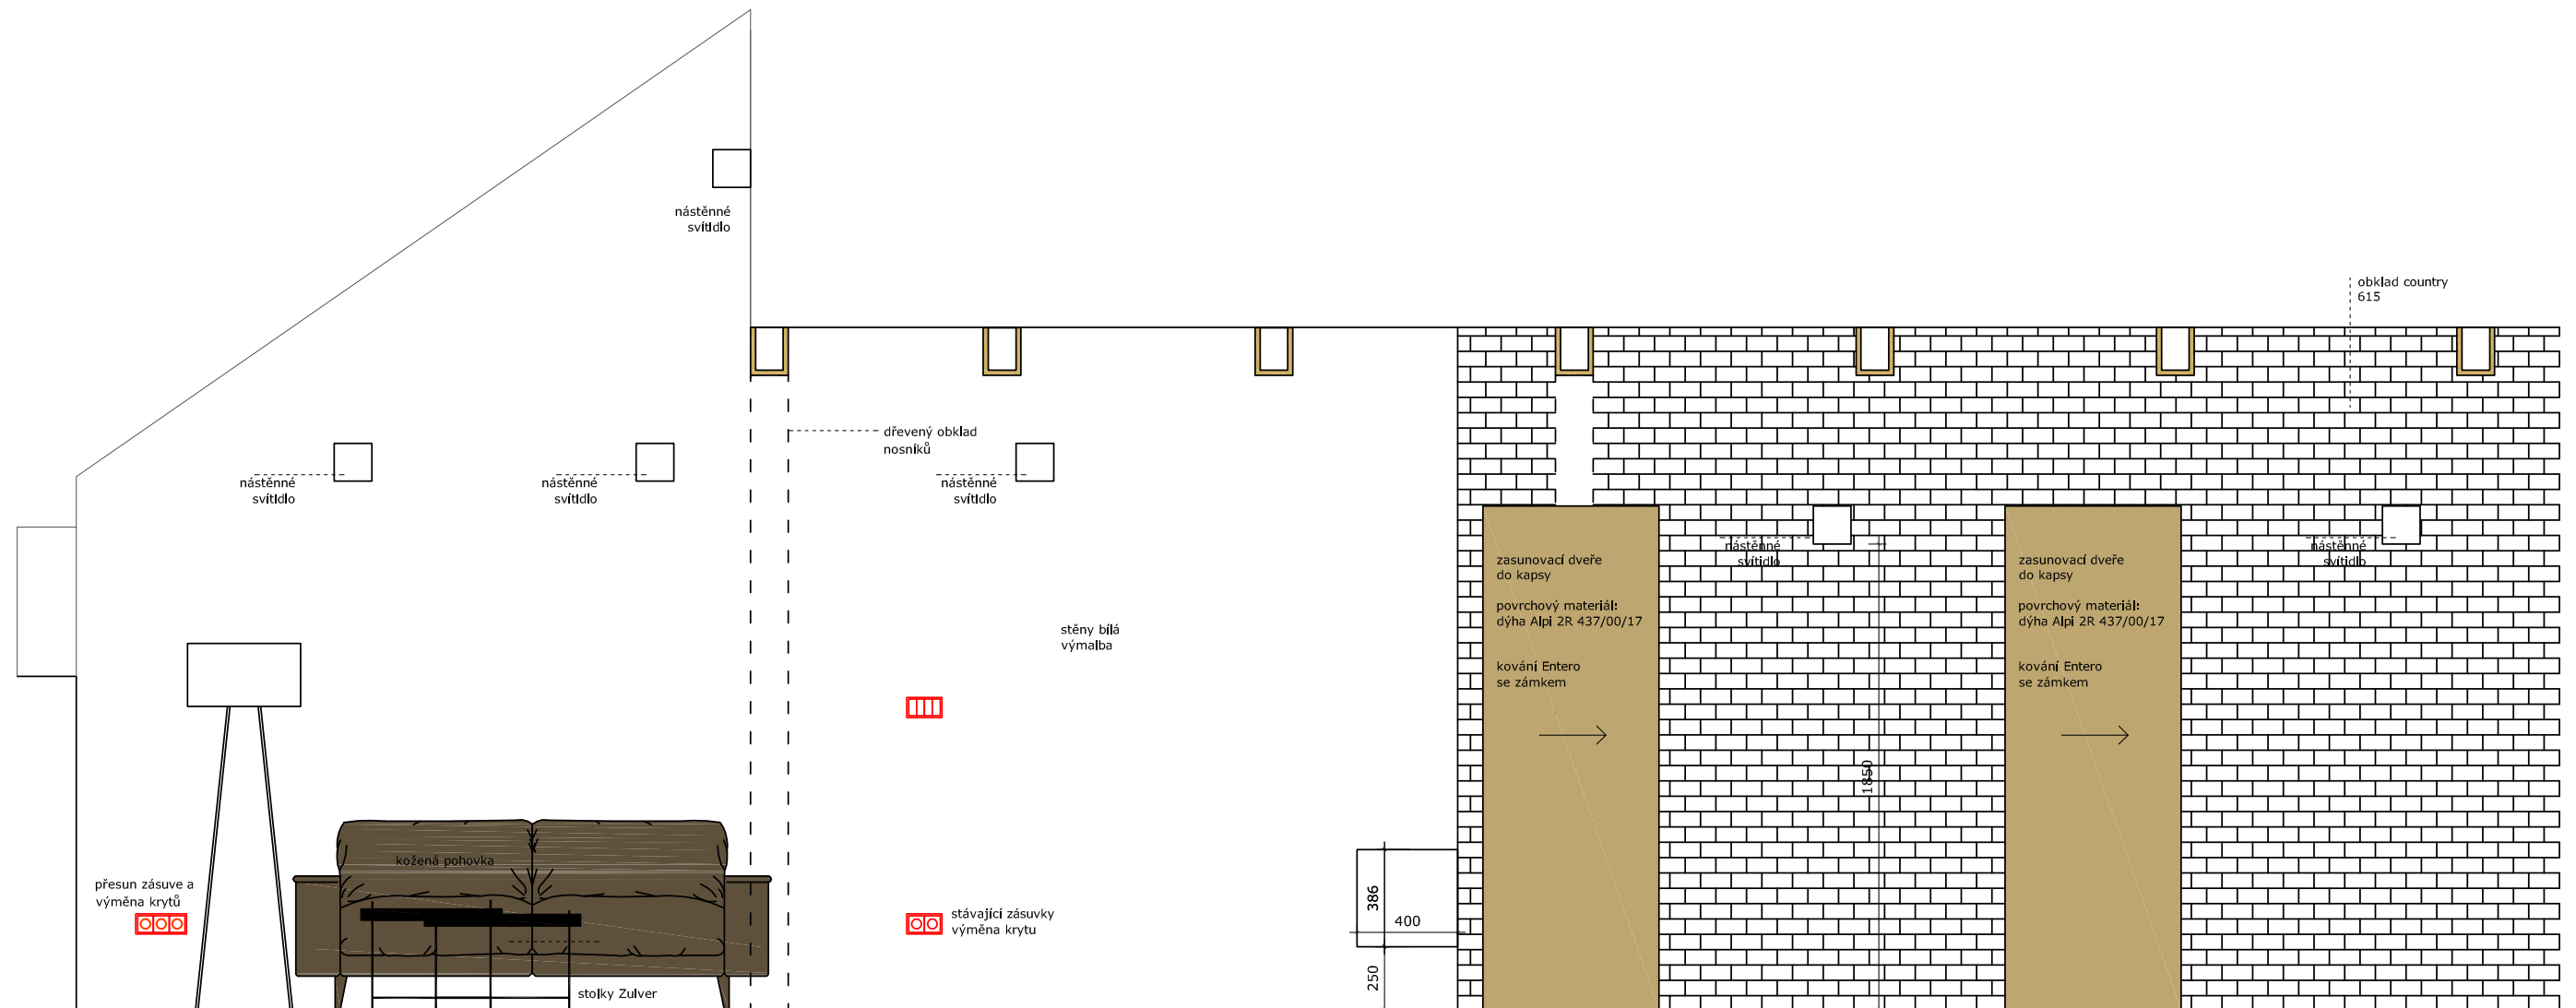 nástěnné
svítidlo
obklad country
615
dřevený obklad
nosníků
nástěnné
svítidlo
nástěnné
svítidlo
nástěnné
svítidlo
nástěnné
svítidlo
nástěnné
svítidlo
zasunovací dveře
do kapsy
povrchový materiál:
dýha Alpi 2R 437/00/17
kování Entero
se zámkem
zasunovací dveře
do kapsy
povrchový materiál:
dýha Alpi 2R 437/00/17
kování Entero
se zámkem
stěny bílá
výmalba
1850
kožená pohovka
přesun zásuve a
výměna krytů
stávající zásuvky
výměna krytu
386
400
250
stolky Zulver